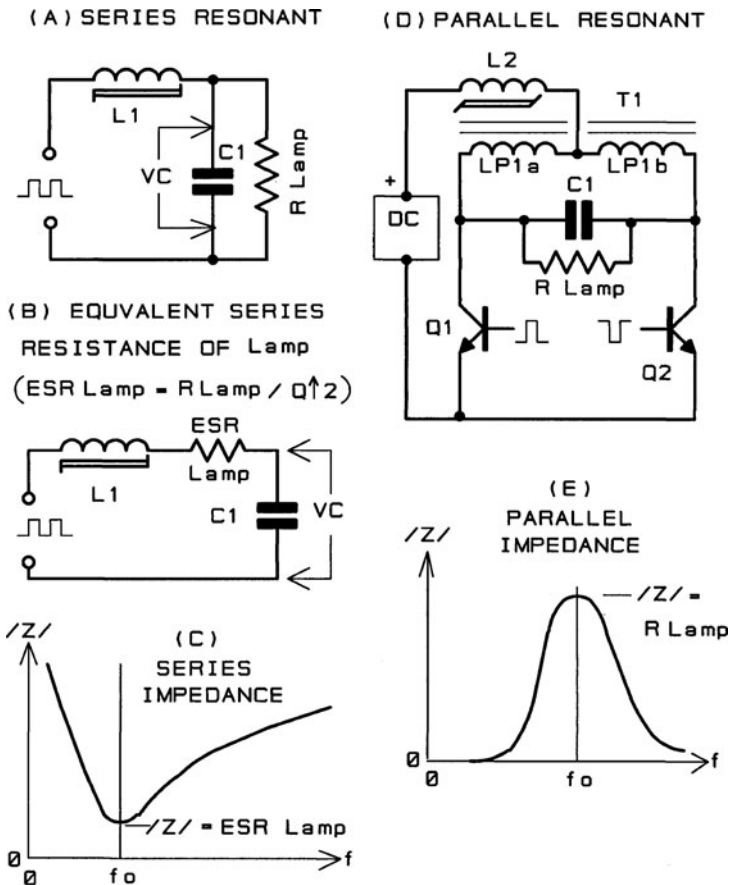 (A) SERIES RESONANT
L1
VC
C1
R Lamp
(B) EQUVALENT SERIES
RESISTANCE OF Lamp
(ESR Lamp = R Lamp / Q↑2)
ESR
Lamp
L1
C1
VC
/Z/
(C)
SERIES
IMPEDANCE
/Z/ = ESR Lamp
0
0
fo
f
(D) PARALLEL RESONANT
L2
T1
LP1a
LP1b
+
DC
C1
R Lamp
Q1
Q2
(E)
PARALLEL
IMPEDANCE
/Z/
/Z/ =
R Lamp
0
0
fo
f